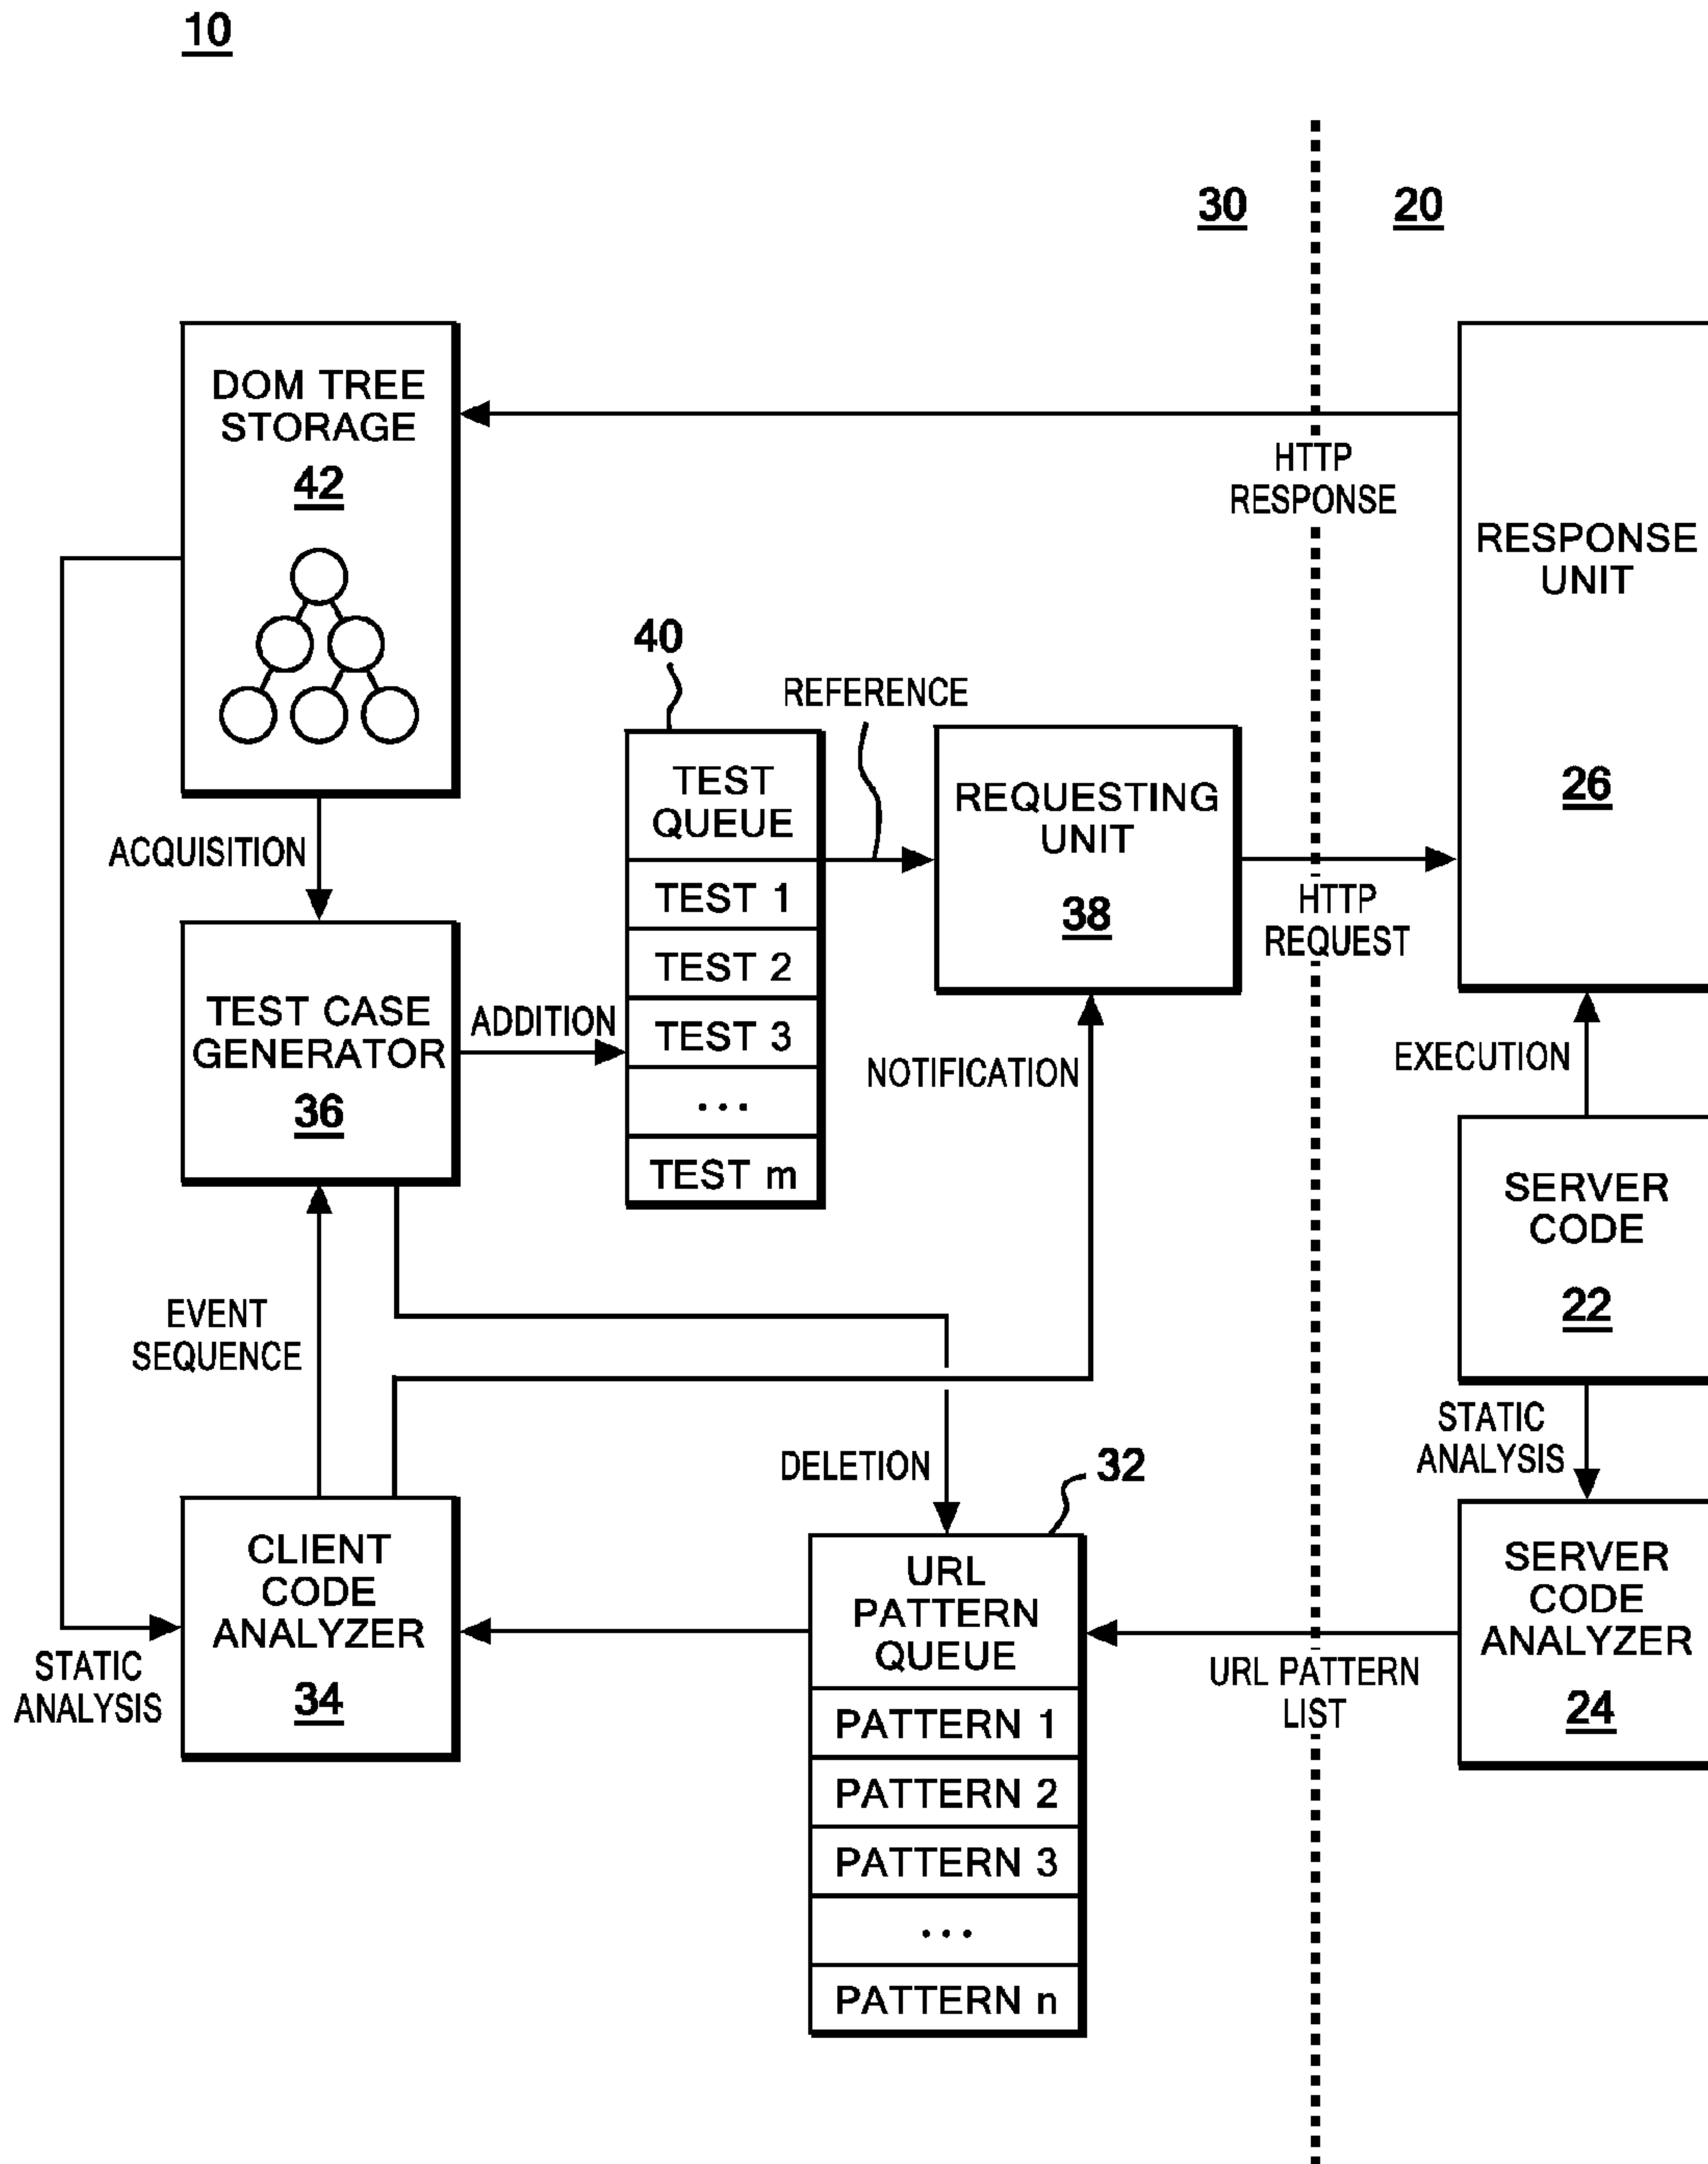 10
30
20
DOM TREE
STORAGE
42
HTTP
RESPONSE
RESPONSE
UNIT
26
40
REFERENCE
TEST
QUEUE
TEST 1
TEST 2
TEST 3
...
TEST m
REQUESTING
UNIT
38
HTTP
REQUEST
ACQUISITION
TEST CASE
GENERATOR
36
ADDITION
NOTIFICATION
EXECUTION
SERVER
CODE
22
EVENT
SEQUENCE
STATIC
ANALYSIS
DELETION
32
CLIENT
CODE
ANALYZER
34
STATIC
ANALYSIS
URL
PATTERN
QUEUE
PATTERN 1
PATTERN 2
PATTERN 3
...
PATTERN n
URL PATTERN
LIST
SERVER
CODE
ANALYZER
24